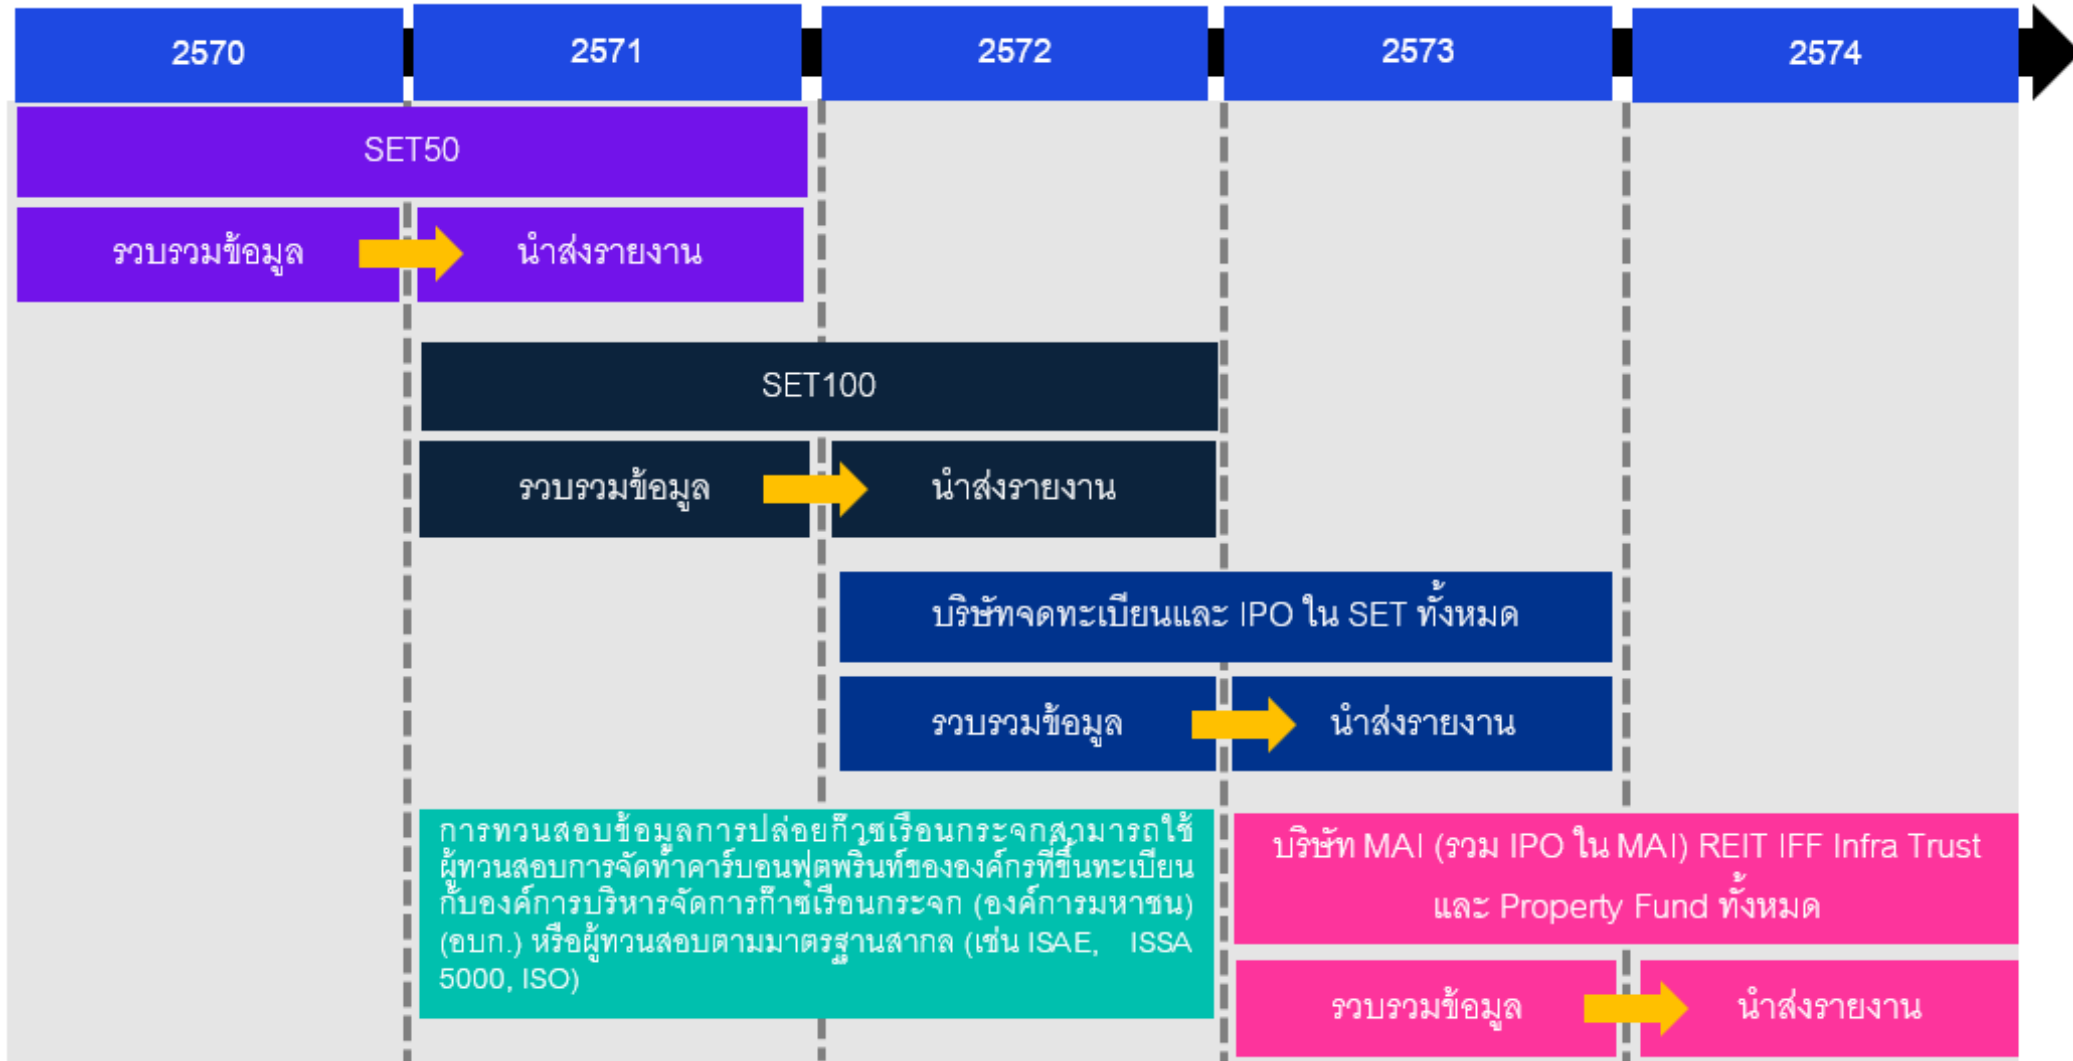 2570
2571
2572
2573
2574
SET50
รวบรวมข้อมูล
นำส่งรายงาน
SET100
รวบรวมข้อมูล
นำส่งรายงาน
บริษัทจดทะเบียนและ IPO ใน SET ทั้งหมด
รวบรวมข้อมูล
นำส่งรายงาน
การทวนสอบข้อมูลการปล่อยก๊าซเรือนกระจกสามารถใช้
ผู้ทวนสอบการจัดทำคาร์บอนฟุตพริ้นท์ขององค์กรที่ขึ้นทะเบียน
กับองค์การบริหารจัดการก๊าซเรือนกระจก (องค์การมหาชน)
(อบก.) หรือผู้ทวนสอบตามมาตรฐานสากล (เช่น ISAE, ISSA
5000, ISO)
บริษัท MAI (รวม IPO ใน MAI) REIT IFF Infra Trust
และ Property Fund ทั้งหมด
รวบรวมข้อมูล
นำส่งรายงาน